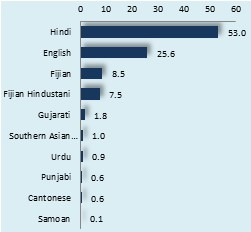 0 10 20 30 40 50 60
Hindi 53.0
English 25.6
Fijian 8.5
Fijian Hindustani 7.5
Gujarati 1.8
Southern Asian... 1.0
Urdu 0.9
Punjabi 0.6
Cantonese 0.6
Samoan 0.1